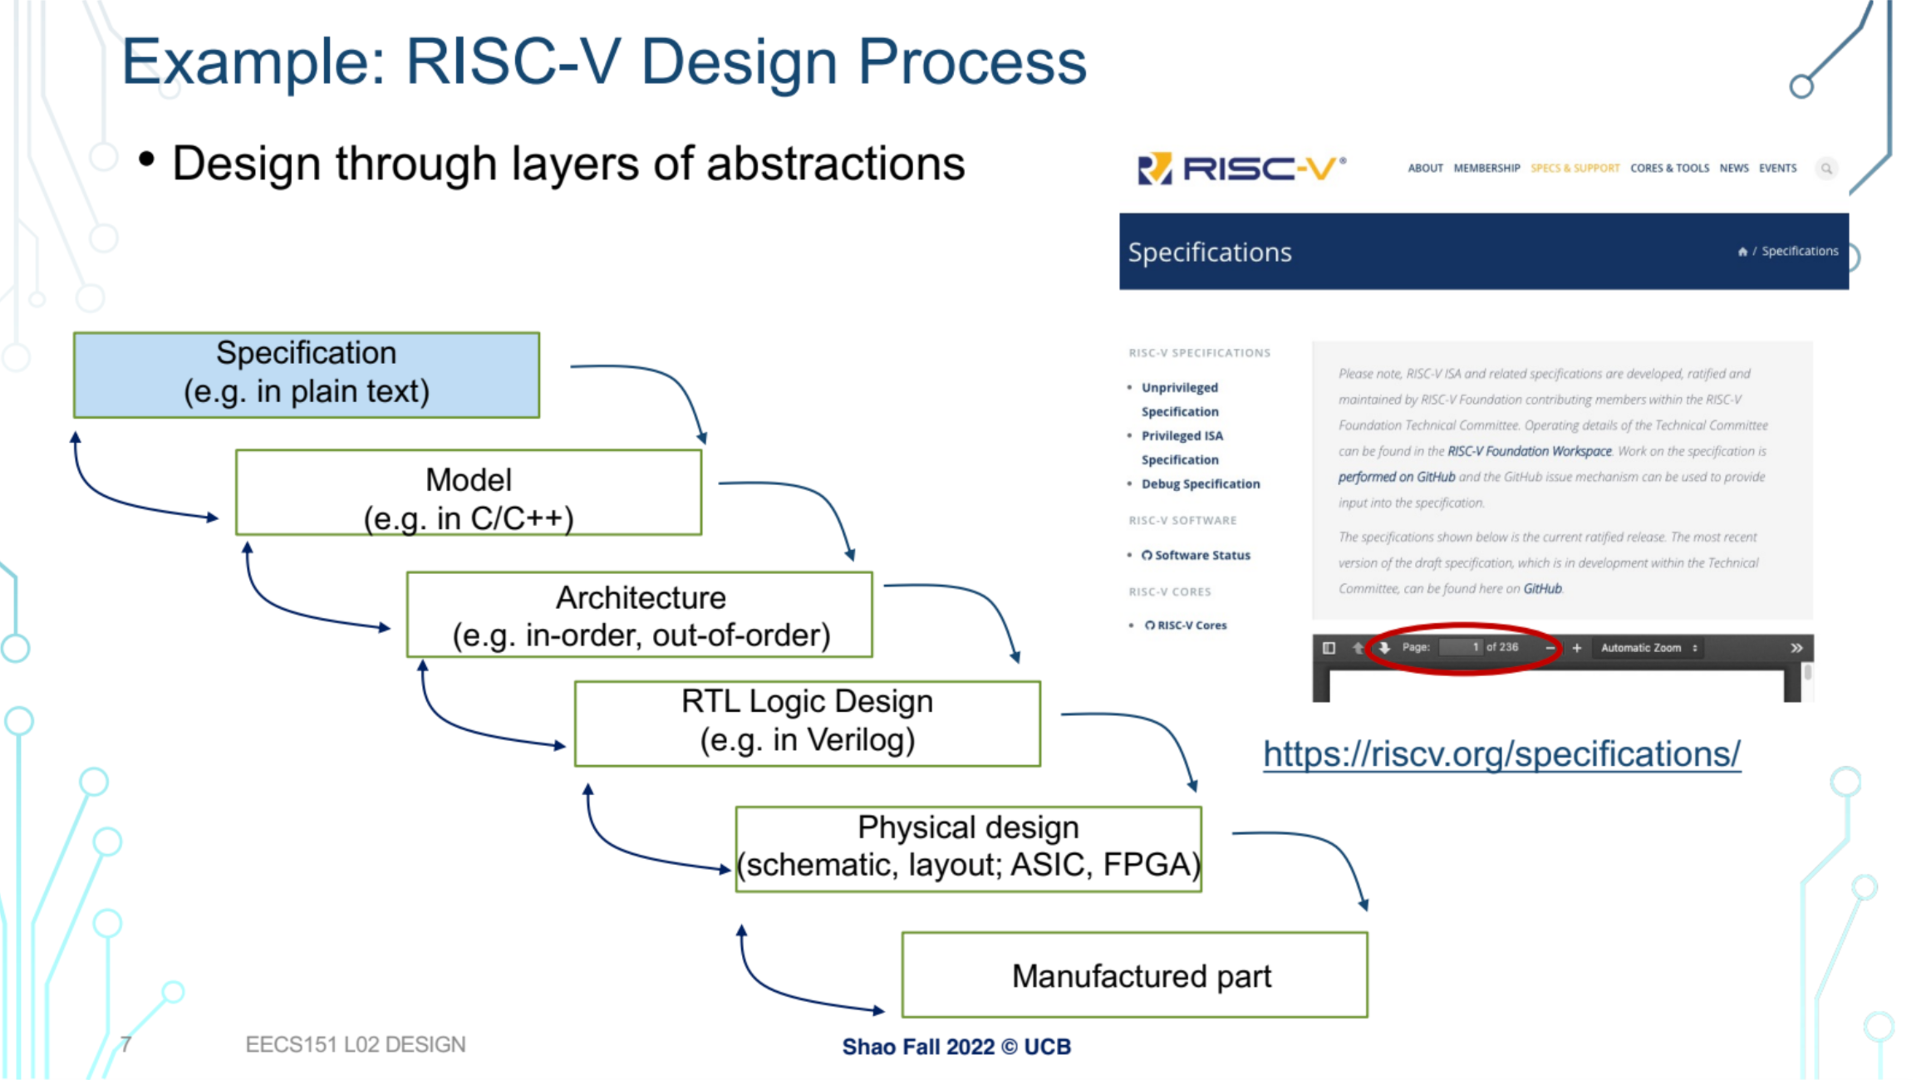 Example: RISC-V Design Process
• Design through layers of abstractions
RISC-V®
ABOUT MEMBERSHIP SPECS & SUPPORT CORES & TOOLS NEWS EVENTS
Specifications
/ Specifications
RISC-V SPECIFICATIONS
• Unprivileged
Specification
• Privileged ISA
Specification
• Debug Specification
RISC-V SOFTWARE
• Software Status
RISC-V CORES
• RISC-V Cores
Please note, RISC-V ISA and related specifications are developed, ratified and
maintained by RISC-V Foundation contributing members within the RISC-V
Foundation Technical Committee. Operating details of the Technical Committee
can be found in the RISC-V Foundation Workspace. Work on the specification is
performed on GitHub and the GitHub issue mechanism can be used to provide
input into the specification.
The specifications shown below is the current ratified release. The most recent
version of the draft specification, which is in development within the Technical
Committee, can be found here on GitHub.
Page: 1 of 236 − + Automatic Zoom
https://riscv.org/specifications/
Specification
(e.g. in plain text)
Model
(e.g. in C/C++)
Architecture
(e.g. in-order, out-of-order)
RTL Logic Design
(e.g. in Verilog)
Physical design
(schematic, layout; ASIC, FPGA)
Manufactured part
7
EECS151 L02 DESIGN
Shao Fall 2022 © UCB